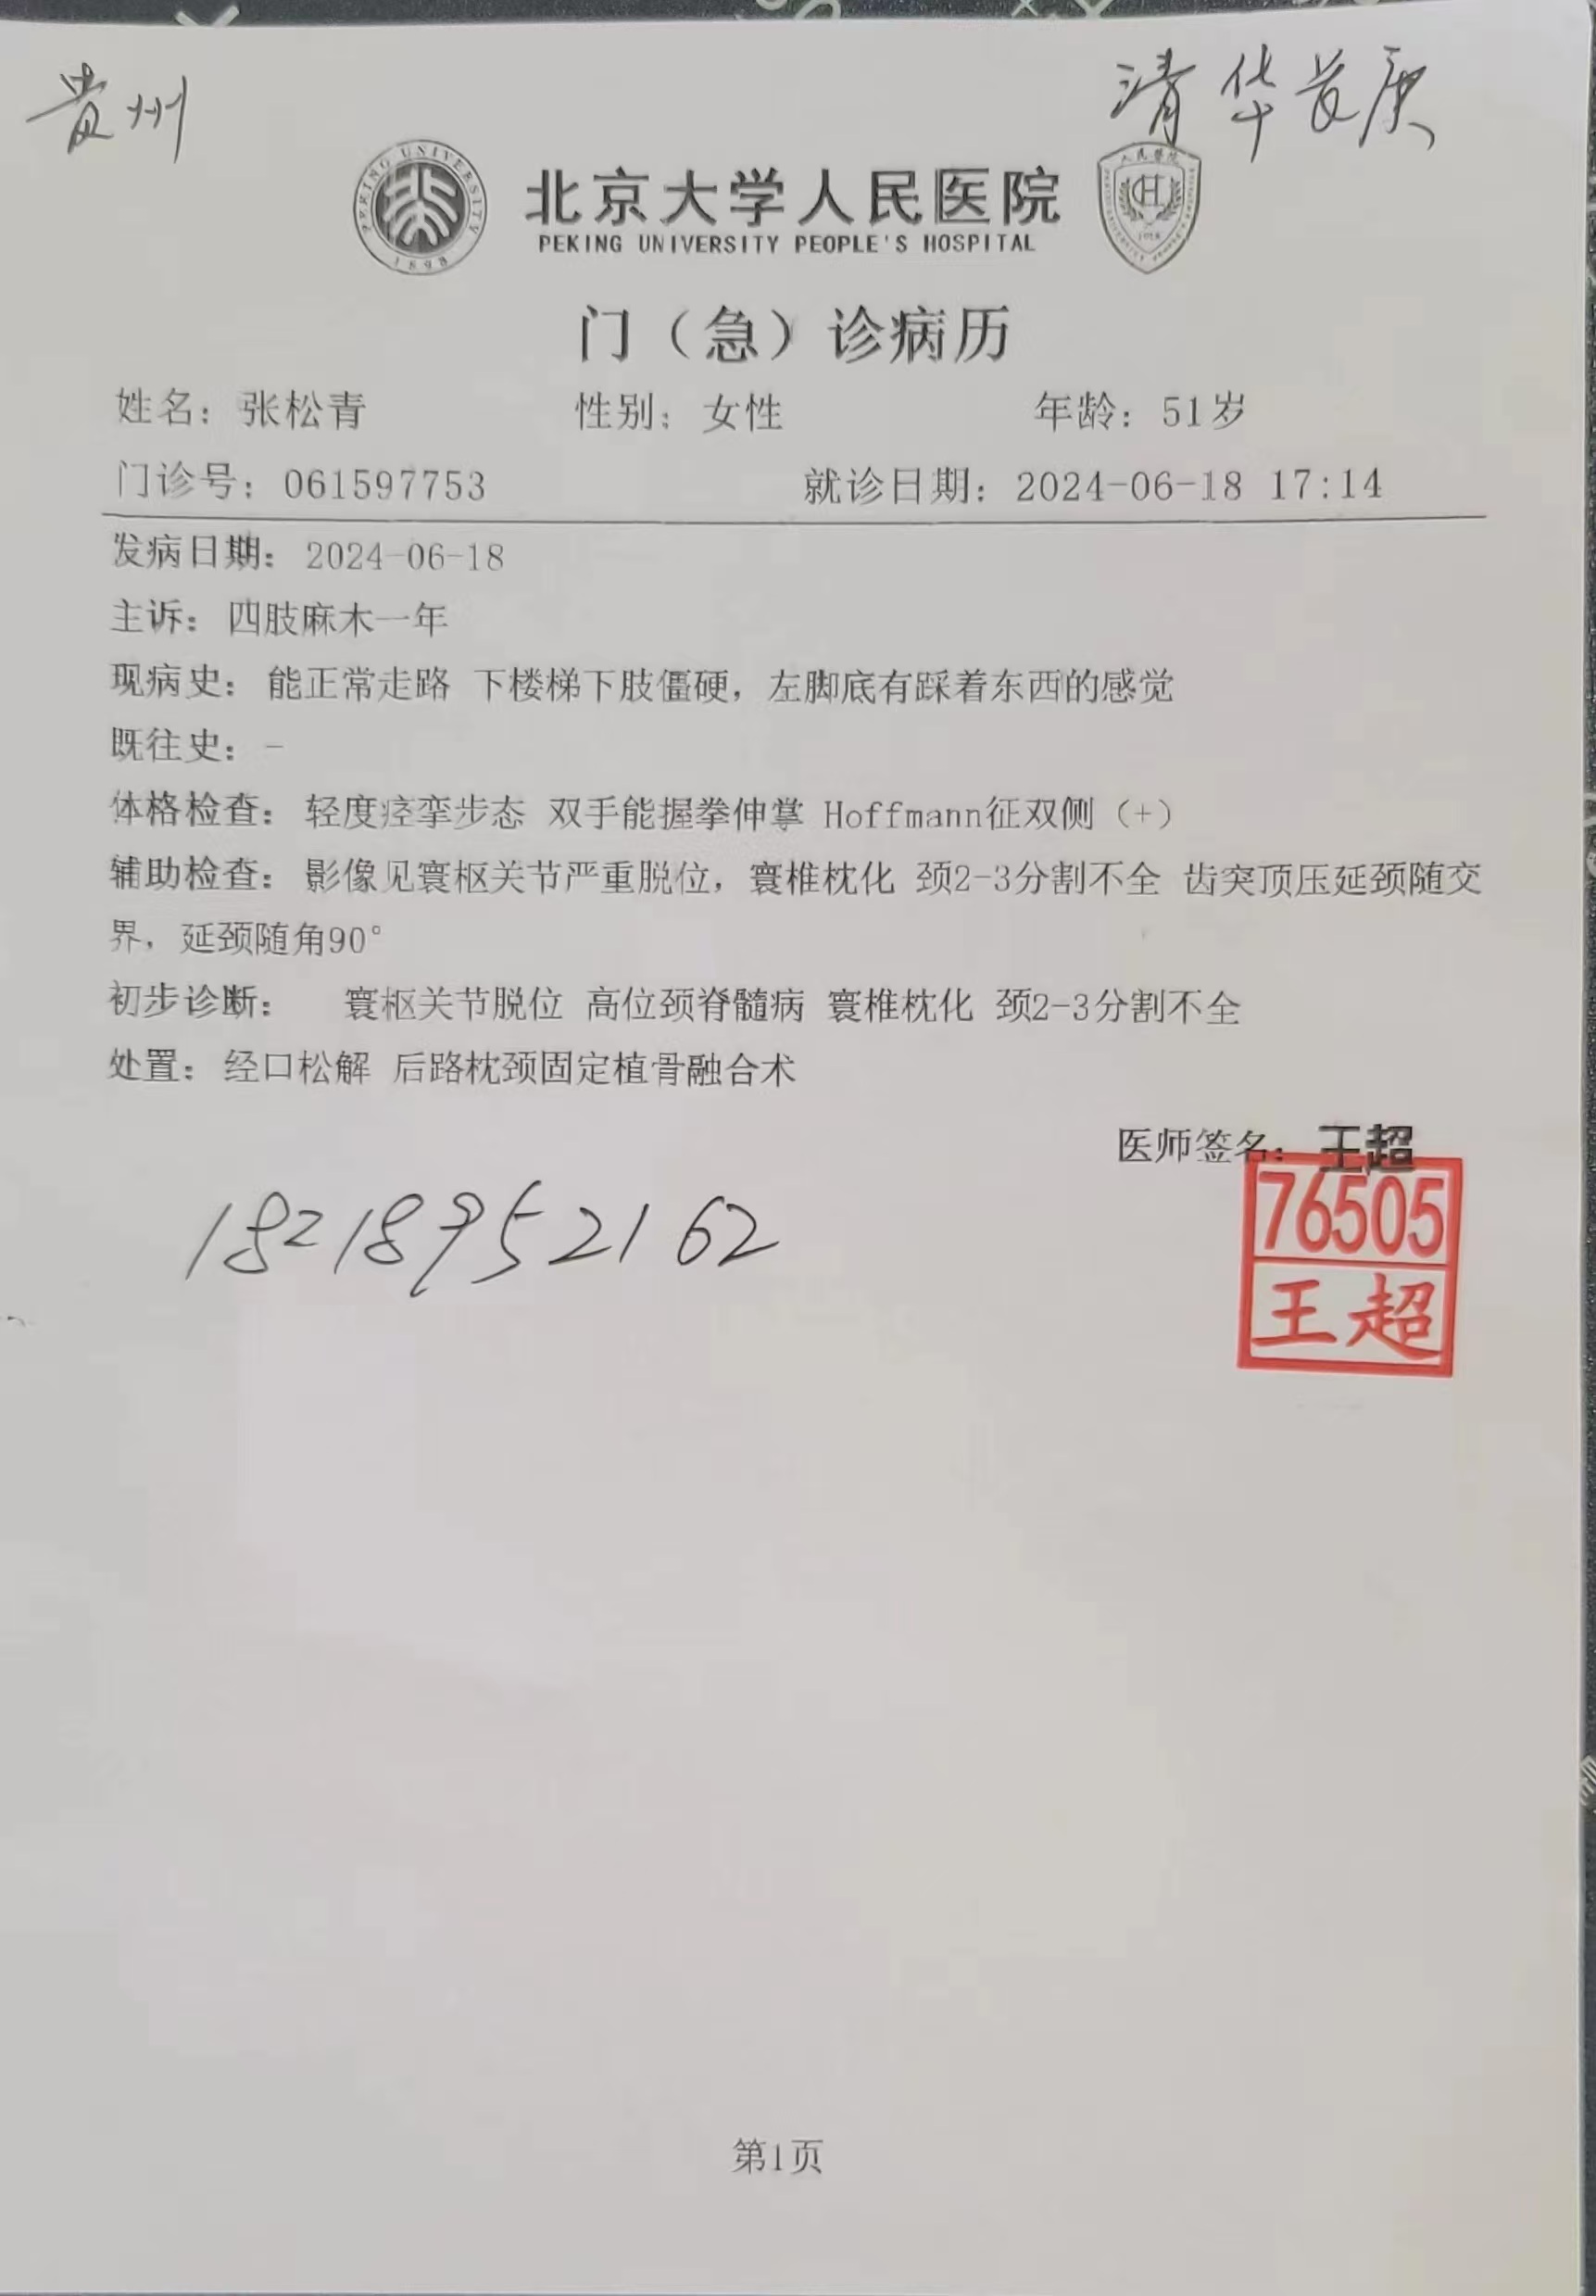 贵州
清华长庚
PEKING UNIVERSITY
1898
北京大学人民医院
人民医院
PEKING UNIVERSITY PEOPLE'S HOSPITAL
门（急）诊病历
姓名：张松青 性别：女性 年龄：51岁
门诊号：061597753 就诊日期：2024-06-18 17:14
发病日期：2024-06-18
主诉：四肢麻木一年
现病史：能正常走路 下楼梯下肢僵硬，左脚底有踩着东西的感觉
既往史：-
体格检查：轻度痉挛步态 双手能握拳伸掌 Hoffmann征双侧（+）
辅助检查：影像见寰枢关节严重脱位，寰椎枕化 颈2-3分割不全 齿突顶压延颈随交
界，延颈随角90°
初步诊断： 寰枢关节脱位 高位颈脊髓病 寰椎枕化 颈2-3分割不全
处置：经口松解 后路枕颈固定植骨融合术
医师签名：王超
76505
王超
18218952162
第1页